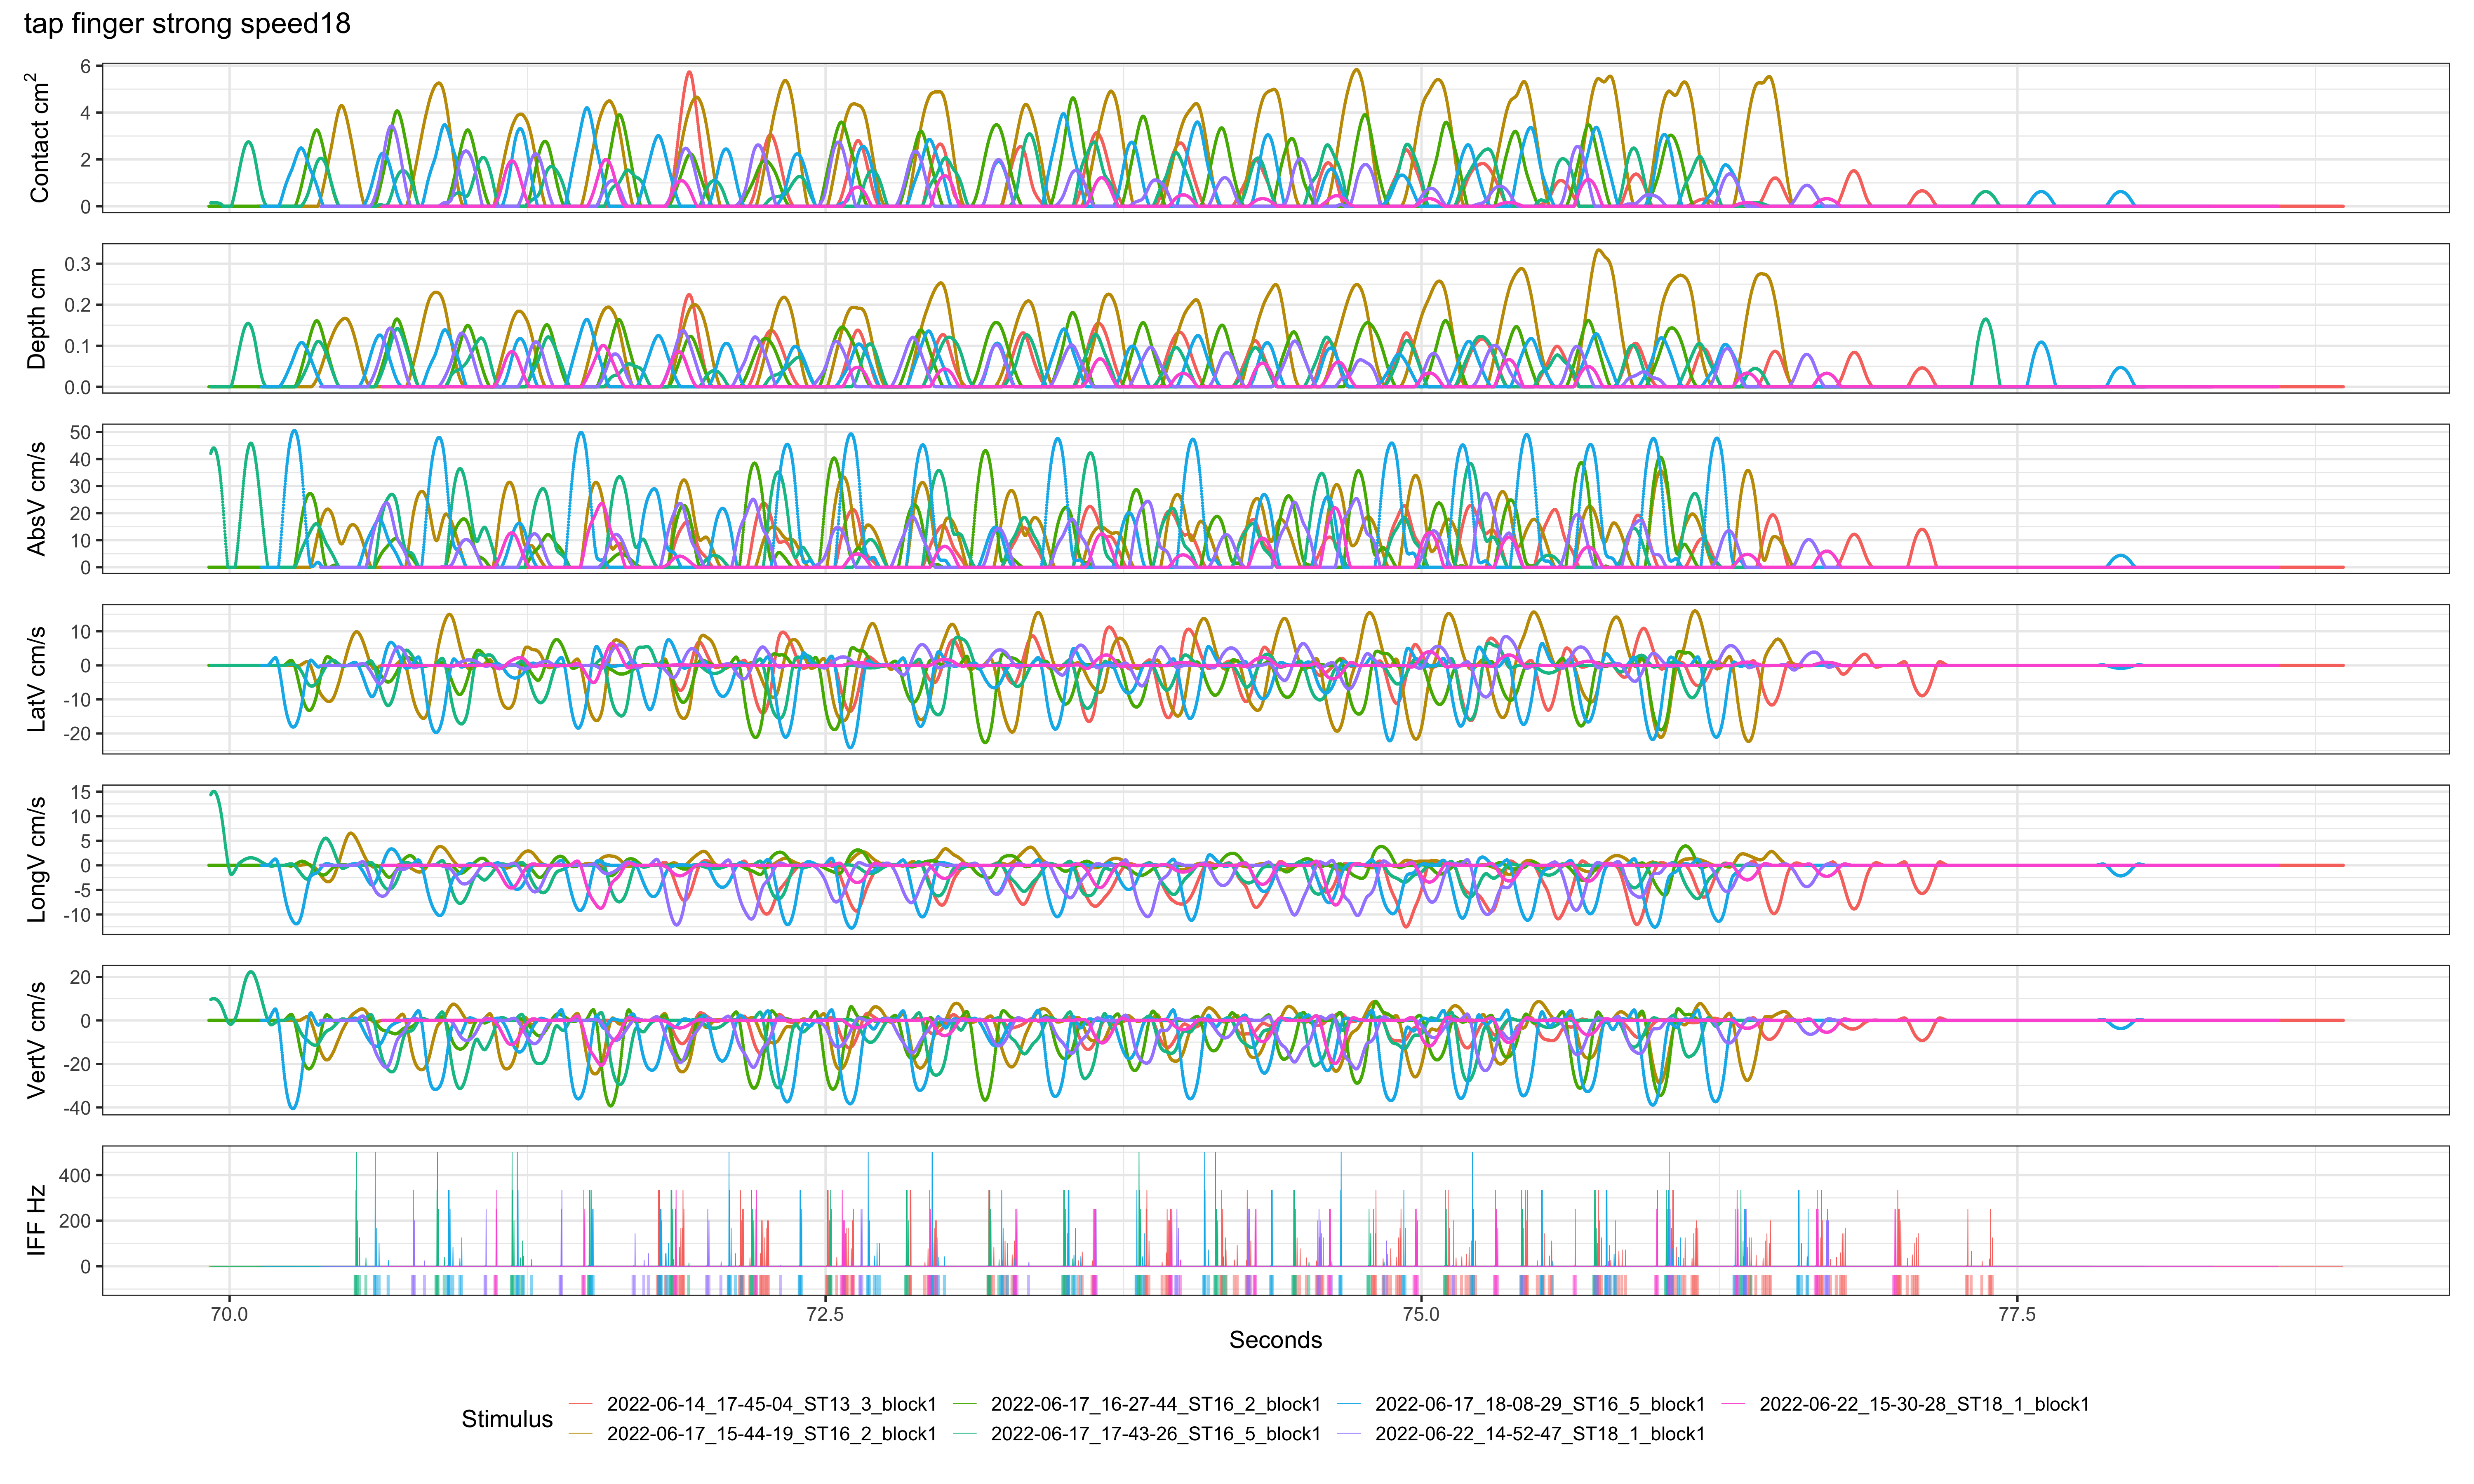 tap finger strong speed18
Contact cm²
6
4
2
0
Depth cm
0.3
0.2
0.1
0.0
AbsV cm/s
50
40
30
20
10
0
LatV cm/s
10
0
-10
-20
LongV cm/s
15
10
5
0
-5
-10
VertV cm/s
20
0
-20
-40
IFF Hz
400
200
0
70.0 72.5 75.0 77.5
Seconds
Stimulus
2022-06-14_17-45-04_ST13_3_block1 2022-06-17_16-27-44_ST16_2_block1 2022-06-17_18-08-29_ST16_5_block1 2022-06-22_15-30-28_ST18_1_block1
2022-06-17_15-44-19_ST16_2_block1 2022-06-17_17-43-26_ST16_5_block1 2022-06-22_14-52-47_ST18_1_block1